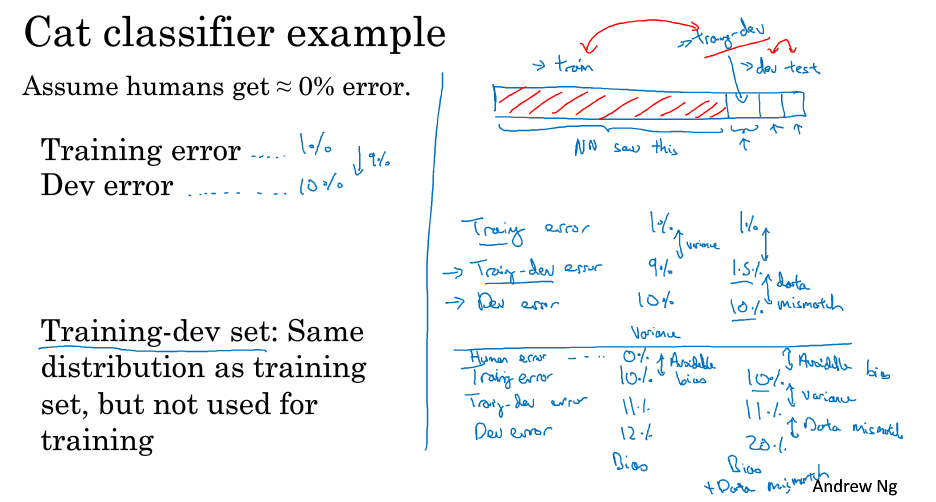 Cat classifier example
Assume humans get ≈ 0% error.
Training error ..... 1%
↓ 9%
Dev error ........ 10%
Training-dev set: Same
distribution as training
set, but not used for
training
→ train
→ traing-dev
→ dev test
NN saw this
Traing error 1% 1%
↕ variance
→ Traing-dev error 9% 1.5%
↕ data
mismatch
→ Dev error 10% 10%
Variance
Human error - - - - 0% ↕ Avoidable bias ↕ Avoidable bias
Traing error 10% 10%
↕ variance
Traing-dev error 11% 11%
↕ Data mismatch
Dev error 12% 20%
Bias Bias
+ Data mismatch
Andrew Ng